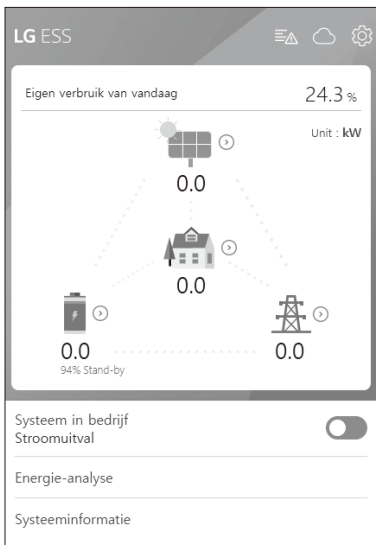 LG ESS
Eigen verbruik van vandaag 24.3 %
Unit : kW
0.0
0.0
0.0 0.0
94% Stand-by
Systeem in bedrijf
Stroomuitval
Energie-analyse
Systeeminformatie